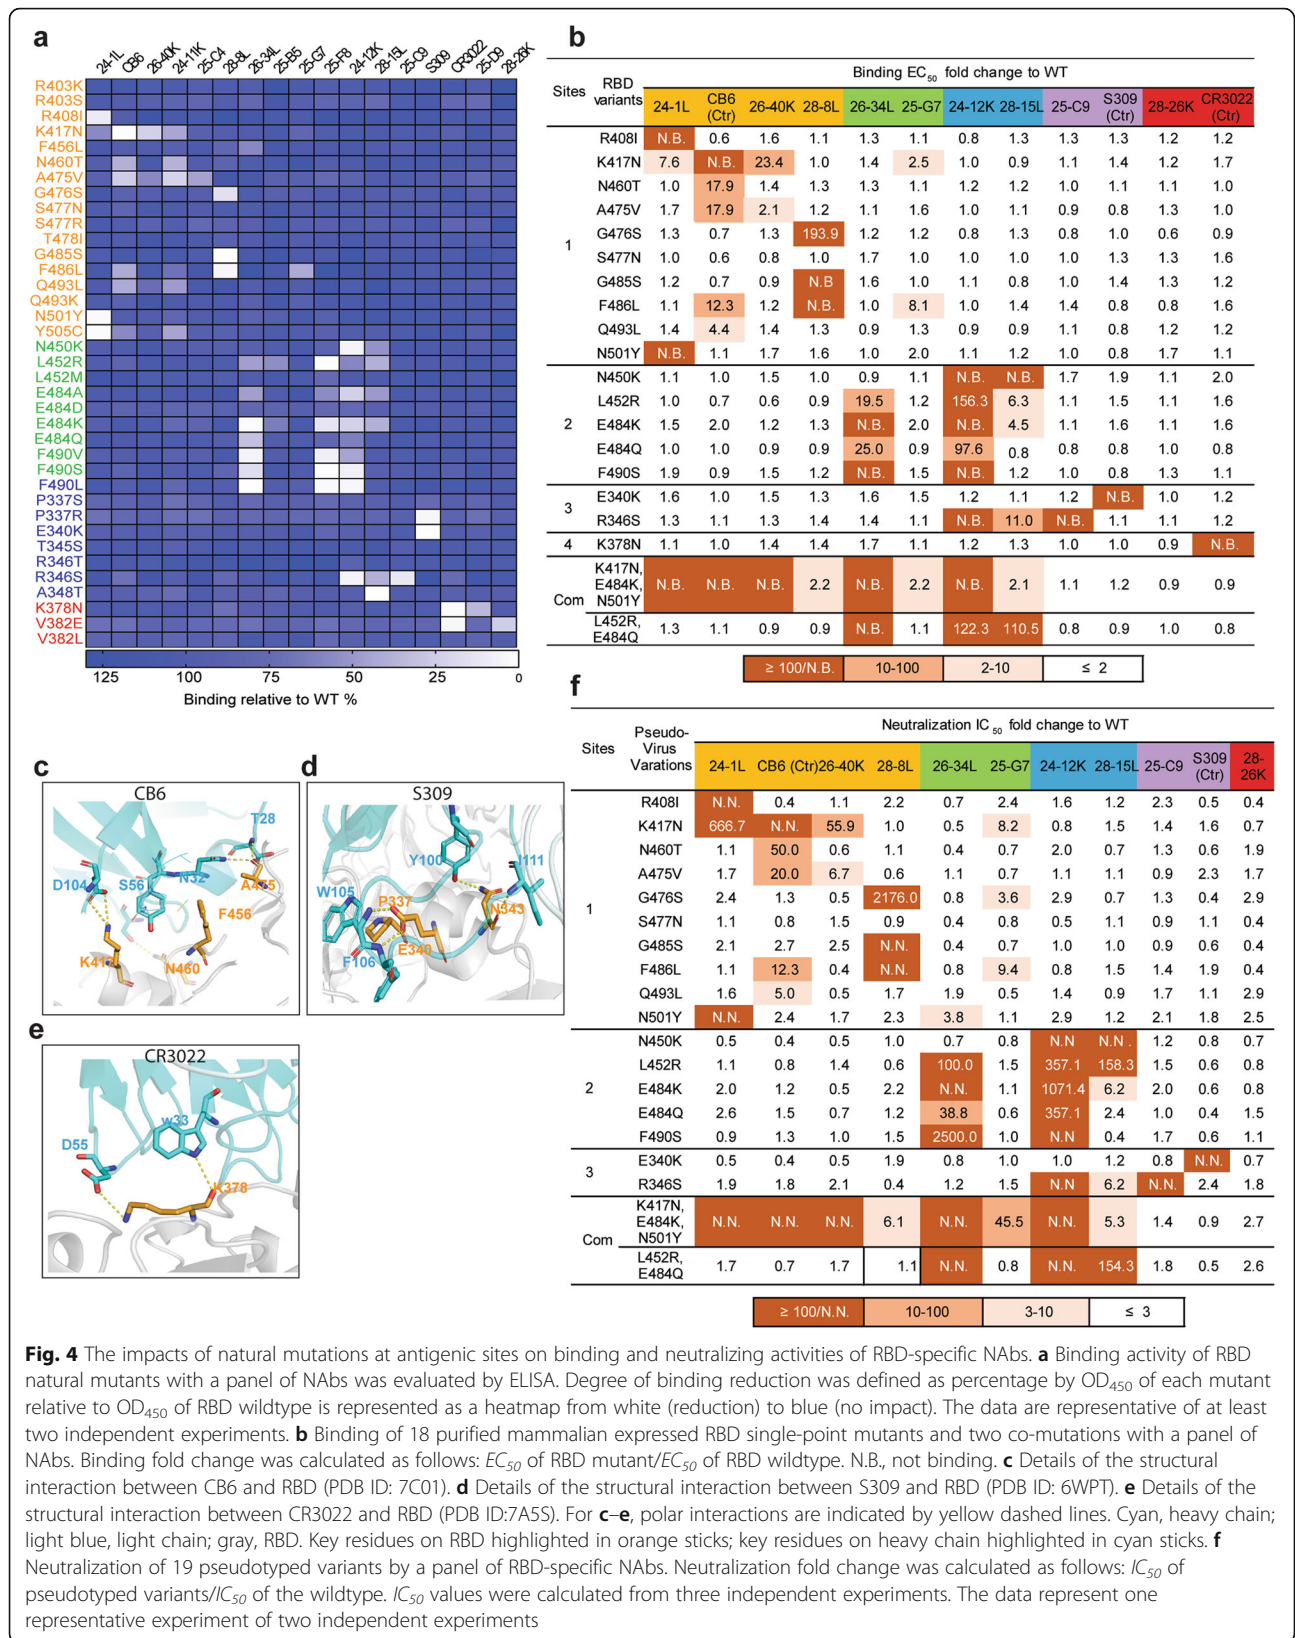 a
24-1L CB6 26-40K 24-11K 25-C4 28-8L 26-34L 25-B5 25-G7 25-F8 24-12K 28-15L 25-C9 S309 CR3022 25-D9 28-26K
R403K
R403S
R408I
K417N
F456L
N460T
A475V
G476S
S477N
S477R
T478I
G485S
F486L
Q493L
Q493K
N501Y
Y505C
N450K
L452R
L452M
E484A
E484D
E484K
E484Q
F490V
F490S
F490L
P337S
P337R
E340K
T345S
R346T
R346S
A348T
K378N
V382E
V382L
125 100 75 50 25 0
Binding relative to WT %
b
Binding EC50 fold change to WT
Sites RBD variants 24-1L CB6 (Ctr) 26-40K 28-8L 26-34L 25-G7 24-12K 28-15L 25-C9 S309 (Ctr) 28-26K CR3022 (Ctr)
1
R408I N.B. 0.6 1.6 1.1 1.3 1.1 0.8 1.3 1.3 1.3 1.2 1.2
K417N 7.6 N.B. 23.4 1.0 1.4 2.5 1.0 0.9 1.1 1.4 1.2 1.7
N460T 1.0 17.9 1.4 1.3 1.3 1.1 1.2 1.2 1.0 1.1 1.1 1.0
A475V 1.7 17.9 2.1 1.2 1.1 1.6 1.0 1.1 0.9 0.8 1.3 1.0
G476S 1.3 0.7 1.3 193.9 1.2 1.2 0.8 1.3 0.8 1.0 0.6 0.9
S477N 1.0 0.6 0.8 1.0 1.7 1.0 1.0 1.0 1.0 1.3 1.3 1.6
G485S 1.2 0.7 0.9 N.B 1.6 1.0 1.1 0.8 1.0 1.4 1.3 1.2
F486L 1.1 12.3 1.2 N.B. 1.0 8.1 1.0 1.4 1.4 0.8 0.8 1.6
Q493L 1.4 4.4 1.4 1.3 0.9 1.3 0.9 0.9 1.1 0.8 1.2 1.2
N501Y N.B. 1.1 1.7 1.6 1.0 2.0 1.1 1.2 1.0 0.8 1.7 1.1
2
N450K 1.1 1.0 1.5 1.0 0.9 1.1 N.B. N.B. 1.7 1.9 1.1 2.0
L452R 1.0 0.7 0.6 0.9 19.5 1.2 156.3 6.3 1.1 1.5 1.1 1.6
E484K 1.5 2.0 1.2 1.3 N.B. 2.0 N.B. 4.5 1.1 1.6 1.1 1.6
E484Q 1.0 1.0 0.9 0.9 25.0 0.9 97.6 0.8 0.8 0.8 1.0 0.8
F490S 1.9 0.9 1.5 1.2 N.B. 1.5 N.B. 1.2 1.0 0.8 1.3 1.1
3
E340K 1.6 1.0 1.5 1.3 1.6 1.5 1.2 1.1 1.2 N.B. 1.0 1.2
R346S 1.3 1.1 1.3 1.4 1.4 1.1 N.B. 11.0 N.B. 1.1 1.1 1.2
4 K378N 1.1 1.0 1.4 1.4 1.7 1.1 1.2 1.3 1.0 1.0 0.9 N.B.
Com
K417N, E484K, N501Y N.B. N.B. N.B. 2.2 N.B. 2.2 N.B. 2.1 1.1 1.2 0.9 0.9
L452R, E484Q 1.3 1.1 0.9 0.9 N.B. 1.1 122.3 110.5 0.8 0.9 1.0 0.8
≥ 100/N.B. 10-100 2-10 ≤ 2
c
CB6
T28
D104 S56 N32 A475
F456
K417 N460
d
S309
Y100 I111
W105 P337
N343
F106 E340
e
CR3022
w33
D55
K378
f
Neutralization IC 50 fold change to WT
Sites Pseudo-Virus Varations 24-1L CB6 (Ctr) 26-40K 28-8L 26-34L 25-G7 24-12K 28-15L 25-C9 S309 (Ctr) 28-26K
1
R408I N.N. 0.4 1.1 2.2 0.7 2.4 1.6 1.2 2.3 0.5 0.4
K417N 666.7 N.N. 55.9 1.0 0.5 8.2 0.8 1.5 1.4 1.6 0.7
N460T 1.1 50.0 0.6 1.1 0.4 0.7 2.0 0.7 1.3 0.6 1.9
A475V 1.7 20.0 6.7 0.6 1.1 0.7 1.1 1.1 0.9 2.3 1.7
G476S 2.4 1.3 0.5 2176.0 0.8 3.6 2.9 0.7 1.3 0.4 2.9
S477N 1.1 0.8 1.5 0.9 0.4 0.8 0.5 1.1 0.9 1.1 0.4
G485S 2.1 2.7 2.5 N.N. 0.4 0.7 1.0 1.0 0.9 0.6 0.4
F486L 1.1 12.3 0.4 N.N. 0.8 9.4 0.8 1.5 1.4 1.9 0.4
Q493L 1.6 5.0 0.5 1.7 1.9 0.5 1.4 0.9 1.7 1.1 2.9
N501Y N.N. 2.4 1.7 2.3 3.8 1.1 2.9 1.2 2.1 1.8 2.5
2
N450K 0.5 0.4 0.5 1.0 0.7 0.8 N.N N.N . 1.2 0.8 0.7
L452R 1.1 0.8 1.4 0.6 100.0 1.5 357.1 158.3 1.5 0.6 0.8
E484K 2.0 1.2 0.5 2.2 N.N. 1.1 1071.4 6.2 2.0 0.6 0.8
E484Q 2.6 1.5 0.7 1.2 38.8 0.6 357.1 2.4 1.0 0.4 1.5
F490S 0.9 1.3 1.0 1.5 2500.0 1.0 N.N 0.4 1.7 0.6 1.1
3
E340K 0.5 0.4 0.5 1.9 0.8 1.0 1.0 1.2 0.8 N.N. 0.7
R346S 1.9 1.8 2.1 0.4 1.2 1.5 N.N 6.2 N.N. 2.4 1.8
Com
K417N, E484K, N501Y N.N. N.N. N.N. 6.1 N.N. 45.5 N.N. 5.3 1.4 0.9 2.7
L452R, E484Q 1.7 0.7 1.7 1.1 N.N. 0.8 N.N. 154.3 1.8 0.5 2.6
≥ 100/N.N. 10-100 3-10 ≤ 3
Fig. 4 The impacts of natural mutations at antigenic sites on binding and neutralizing activities of RBD-specific NAbs. a Binding activity of RBD
natural mutants with a panel of NAbs was evaluated by ELISA. Degree of binding reduction was defined as percentage by OD450 of each mutant
relative to OD450 of RBD wildtype is represented as a heatmap from white (reduction) to blue (no impact). The data are representative of at least
two independent experiments. b Binding of 18 purified mammalian expressed RBD single-point mutants and two co-mutations with a panel of
NAbs. Binding fold change was calculated as follows: EC50 of RBD mutant/EC50 of RBD wildtype. N.B., not binding. c Details of the structural
interaction between CB6 and RBD (PDB ID: 7C01). d Details of the structural interaction between S309 and RBD (PDB ID: 6WPT). e Details of the
structural interaction between CR3022 and RBD (PDB ID:7A5S). For c–e, polar interactions are indicated by yellow dashed lines. Cyan, heavy chain;
light blue, light chain; gray, RBD. Key residues on RBD highlighted in orange sticks; key residues on heavy chain highlighted in cyan sticks. f
Neutralization of 19 pseudotyped variants by a panel of RBD-specific NAbs. Neutralization fold change was calculated as follows: IC50 of
pseudotyped variants/IC50 of the wildtype. IC50 values were calculated from three independent experiments. The data represent one
representative experiment of two independent experiments